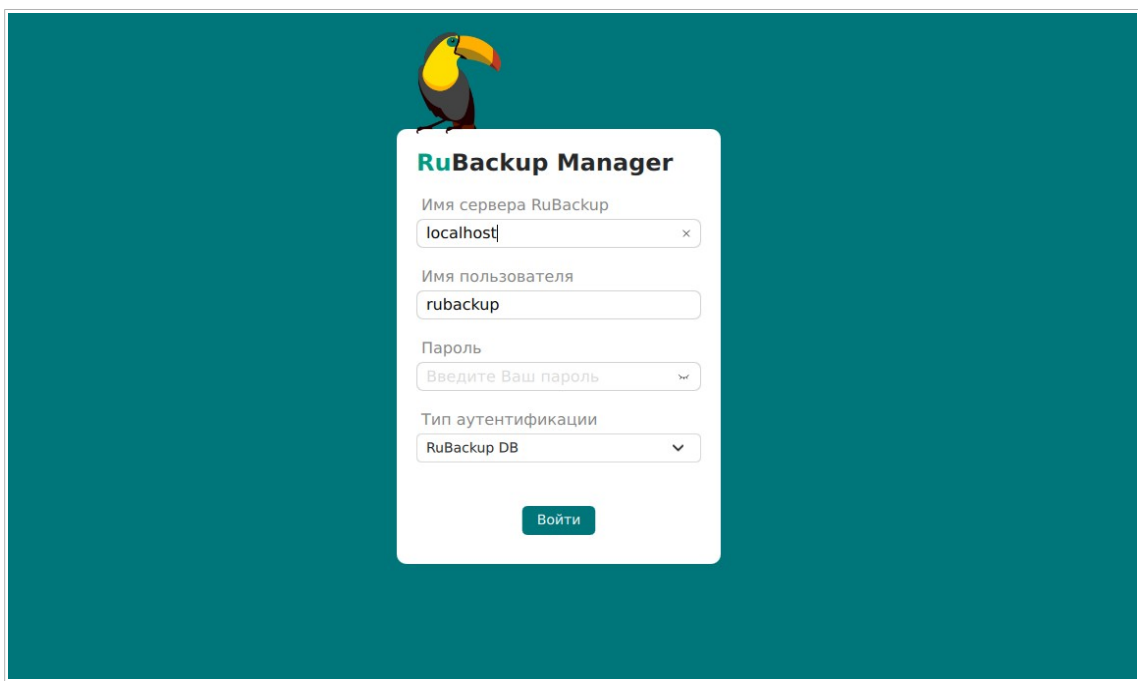 RuBackup Manager
Имя сервера RuBackup
localhost
Имя пользователя
rubackup
Пароль
Введите Ваш пароль
Тип аутентификации
RuBackup DB
Войти